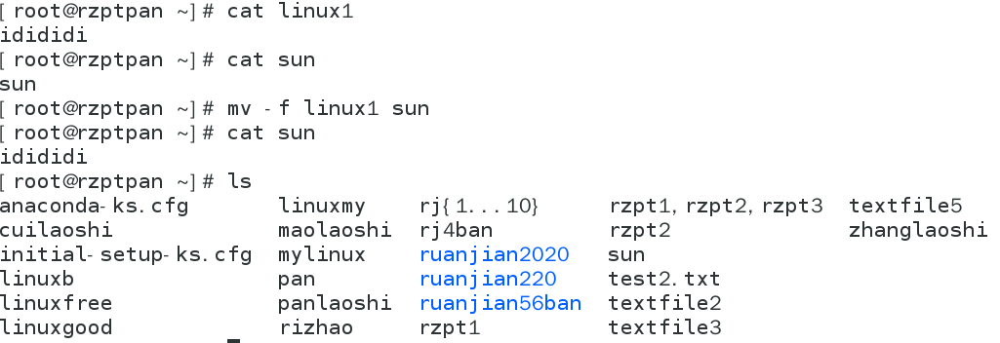 [root@rzptpan ~]# cat linux1
idididi
[root@rzptpan ~]# cat sun
sun
[root@rzptpan ~]# mv -f linux1 sun
[root@rzptpan ~]# cat sun
idididi
[root@rzptpan ~]# ls
anaconda-ks.cfg linuxmy rj{1...10} rzpt1,rzpt2,rzpt3 textfile5
cuilaoshi maolaoshi rj4ban rzpt2 zhanglaoshi
initial-setup-ks.cfg mylinux ruanjian2020 sun
linuxb pan ruanjian220 test2.txt
linuxfree panlaoshi ruanjian56ban textfile2
linuxgood rizhao rzpt1 textfile3